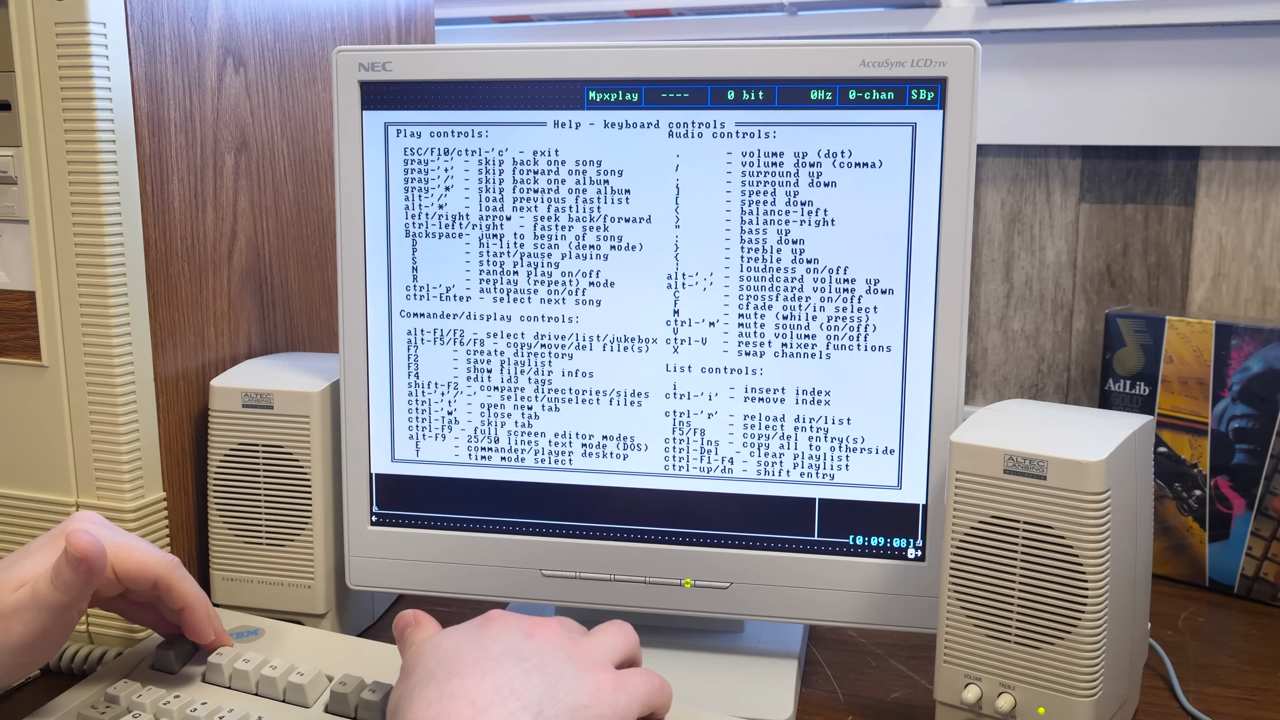 NEC
AccuSync LCD71V
Mpxplay ---- 0 bit 0Hz 0-chan SBp
Help - keyboard controls
Play controls:
ESC/F10/ctrl-'c' - exit
gray-'-' - skip back one song
gray-'+' - skip forward one song
gray-'/' - skip back one album
gray-'*' - skip forward one album
alt-'/' - load previous fastlist
alt-'*' - load next fastlist
left/right arrow - seek back/forward
ctrl-left/right - faster seek
Backspace- jump to begin of song
D - hi-lite scan (demo mode)
P - start/pause playing
S - stop playing
N - random play on/off
R - replay (repeat) mode
ctrl-'p' - autopause on/off
ctrl-Enter - select next song
Commander/display controls:
alt-F1/F2 - select drive/list/jukebox
alt-F5/F6/F8 - copy/move/del file(s)
F7 - create directory
F2 - save playlist
F3 - show file/dir infos
F4 - edit id3 tags
shift-F2 - compare directories/sides
alt-'+'/'-' - select/unselect files
ctrl-'t' - open new tab
ctrl-'w' - close tab
ctrl-Tab - skip tab
ctrl-F9 - full screen editor modes
alt-F9 - 25/50 lines text mode (DOS)
- commander/player desktop
T - time mode select
Audio controls:
. - volume up (dot)
, - volume down (comma)
- surround up
- surround down
] - speed up
[ - speed down
- balance-left
- balance-right
" - bass up
- bass down
} - treble up
{ - treble down
- loudness on/off
alt-'.' - soundcard volume up
alt-',' - soundcard volume down
C - crossfader on/off
F - cfade out/in select
M - mute (while press)
ctrl-'m' - mute sound (on/off)
V - auto volume on/off
ctrl-V - reset mixer functions
X - swap channels
List controls:
i - insert index
ctrl-'i' - remove index
ctrl-'r' - reload dir/list
Ins - select entry
F5/F8 - copy/del entry(s)
ctrl-Ins - copy all to otherside
ctrl-Del - clear playlist
ctrl-F1-F4 - sort playlist
ctrl-up/dn - shift entry
[0:09:08]
ALTEC
LANSING
COMPUTER SPEAKER SYSTEM
ALTEC
LANSING
VOLUME TREBLE
AdLib
GOLD
IBM
F1 F2 F3